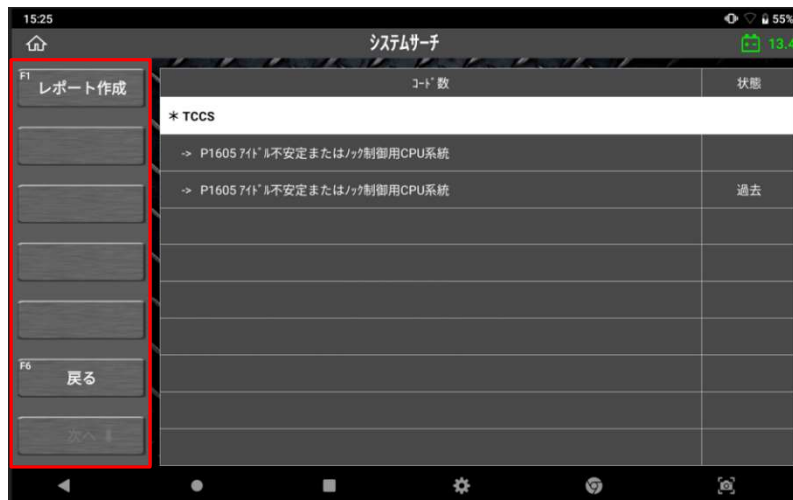 15:25
55%
システムサーチ
13.4
F1
レポート作成
ｺｰﾄﾞ数
状態
＊TCCS
-> P1605 ｱｲﾄﾞﾙ不安定またはﾉｯｸ制御用CPU系統
-> P1605 ｱｲﾄﾞﾙ不安定またはﾉｯｸ制御用CPU系統
過去
F6
戻る
次へ ⬇